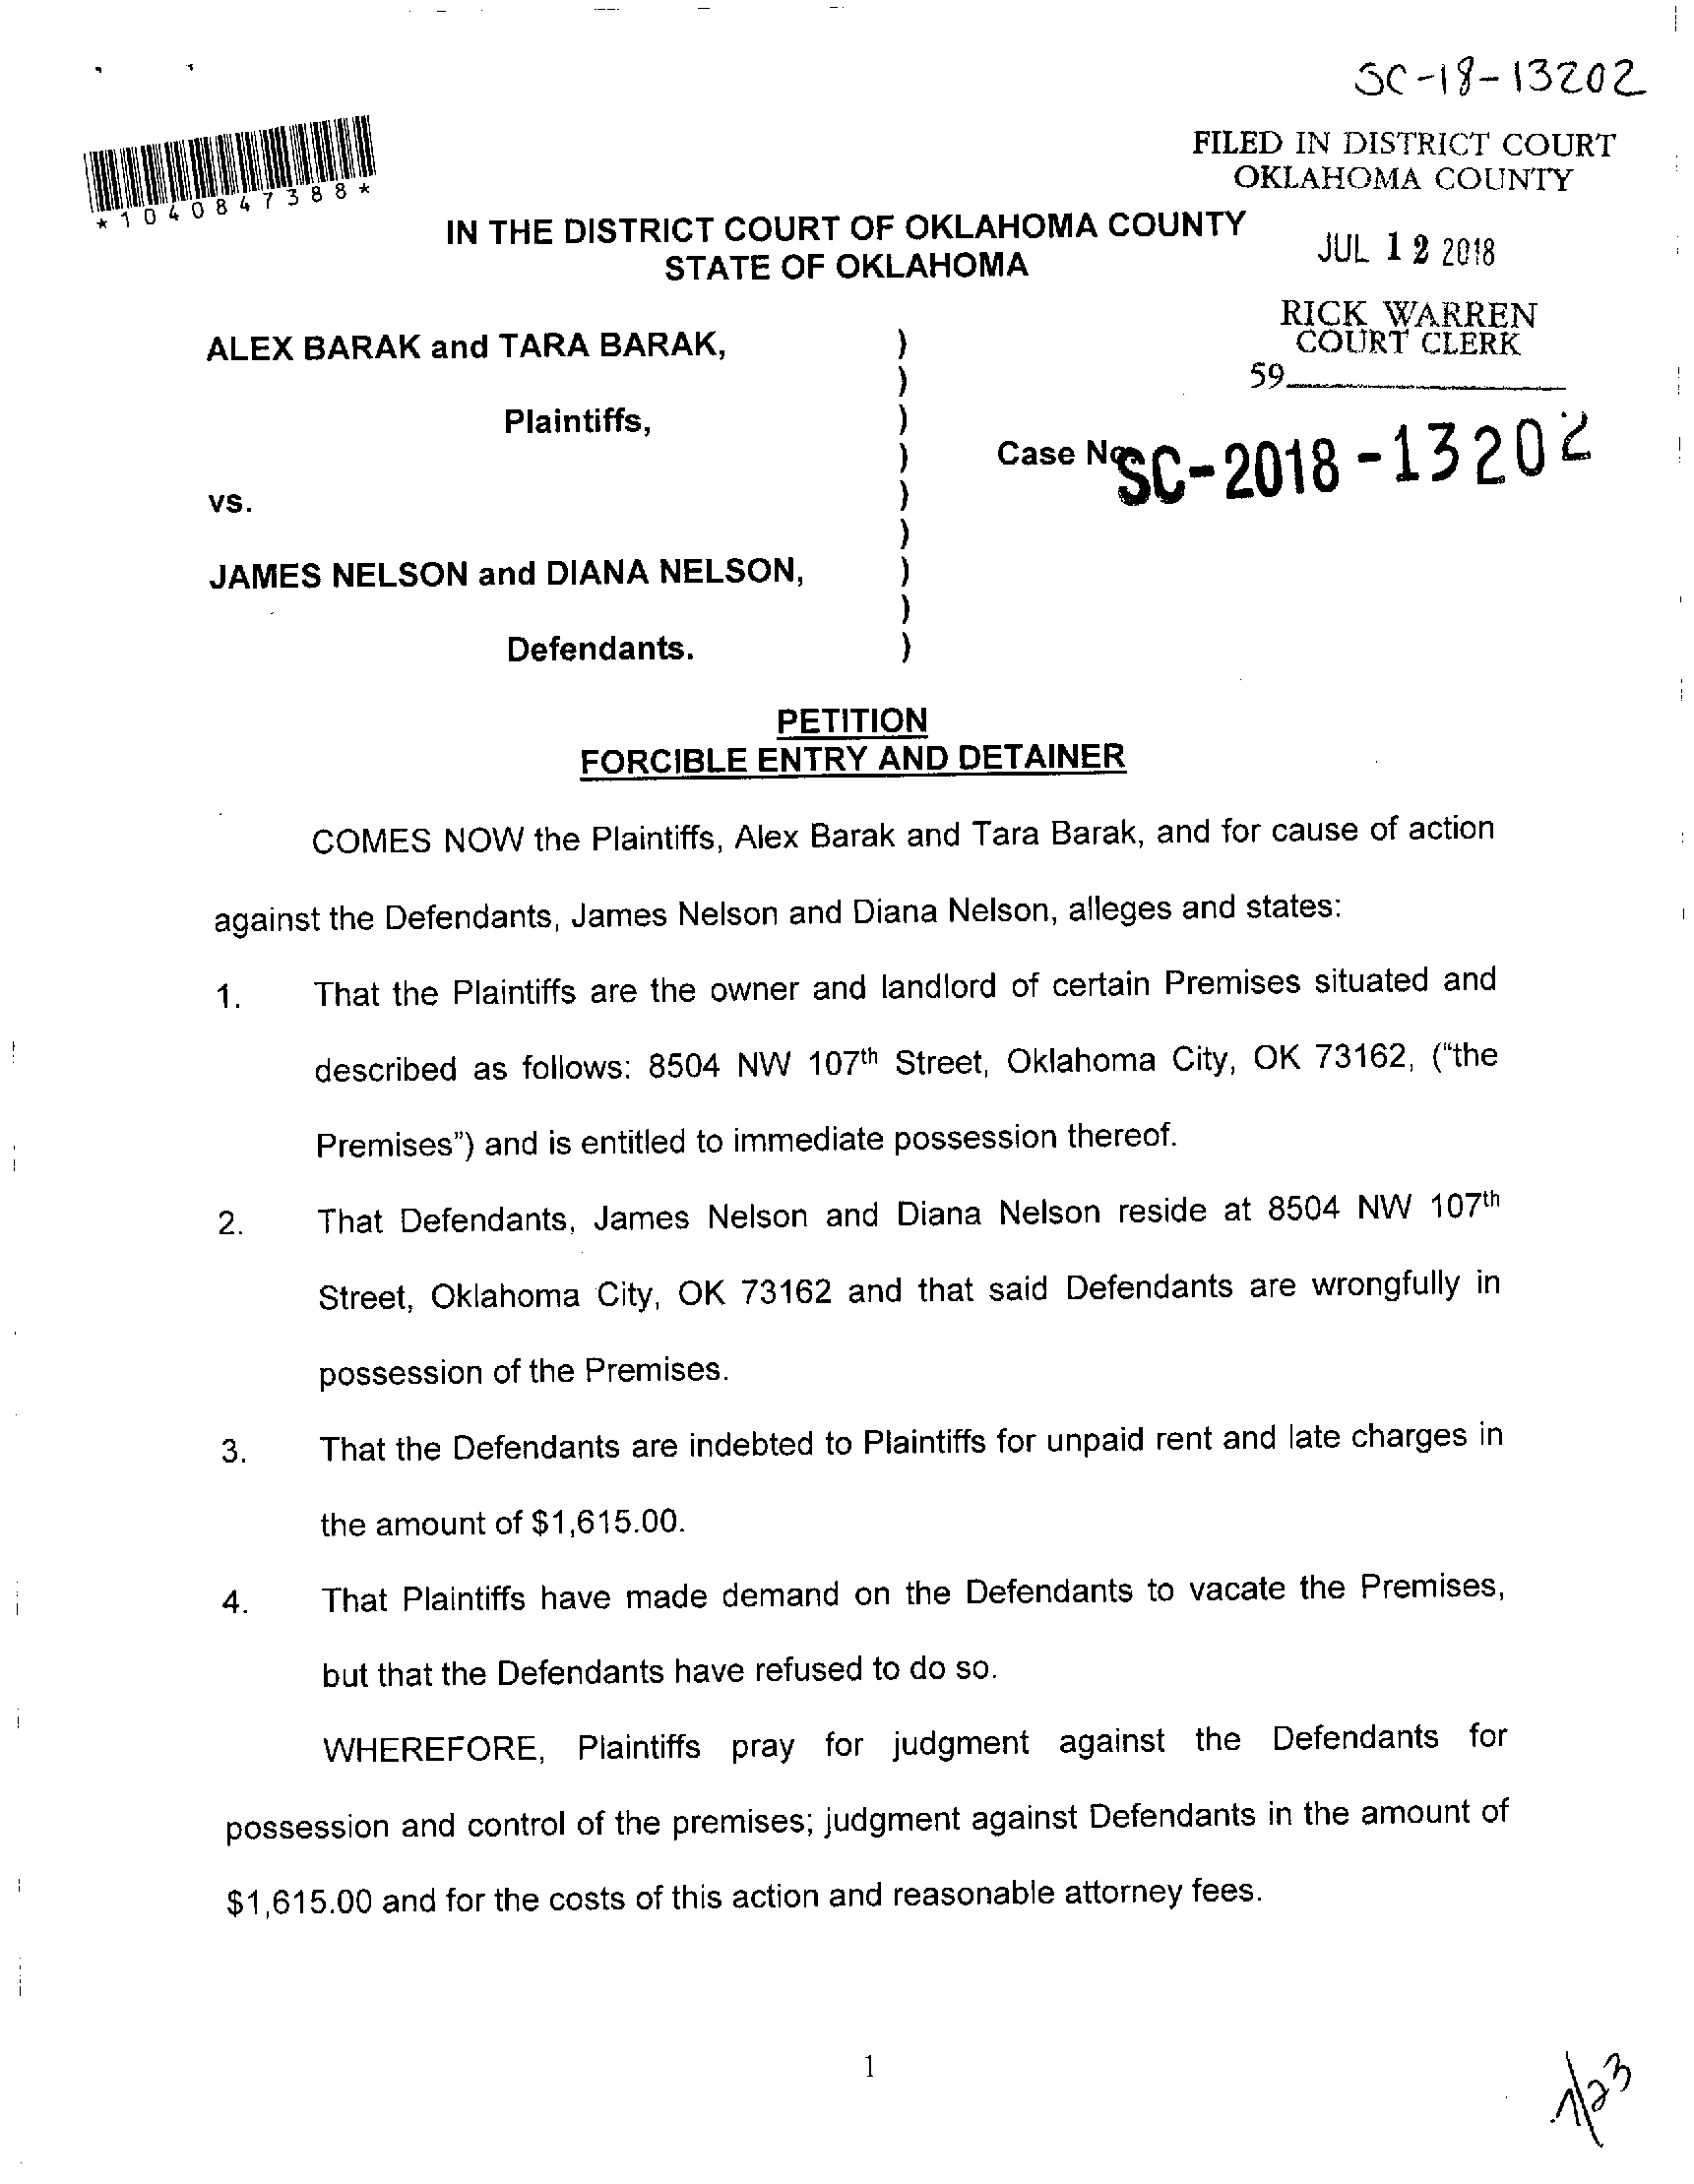 SC-18-13202
FILED IN DISTRICT COURT
OKLAHOMA COUNTY
*1040847388*
IN THE DISTRICT COURT OF OKLAHOMA COUNTY
STATE OF OKLAHOMA
JUL 12 2018
RICK WARREN
COURT CLERK
59
ALEX BARAK and TARA BARAK, )
)
Plaintiffs, )
) Case No. SC-2018-13202
vs. )
)
JAMES NELSON and DIANA NELSON, )
)
Defendants. )
PETITION
FORCIBLE ENTRY AND DETAINER
COMES NOW the Plaintiffs, Alex Barak and Tara Barak, and for cause of action
against the Defendants, James Nelson and Diana Nelson, alleges and states:
1. That the Plaintiffs are the owner and landlord of certain Premises situated and
described as follows: 8504 NW 107th Street, Oklahoma City, OK 73162, ("the
Premises") and is entitled to immediate possession thereof.
2. That Defendants, James Nelson and Diana Nelson reside at 8504 NW 107th
Street, Oklahoma City, OK 73162 and that said Defendants are wrongfully in
possession of the Premises.
3. That the Defendants are indebted to Plaintiffs for unpaid rent and late charges in
the amount of $1,615.00.
4. That Plaintiffs have made demand on the Defendants to vacate the Premises,
but that the Defendants have refused to do so.
WHEREFORE, Plaintiffs pray for judgment against the Defendants for
possession and control of the premises; judgment against Defendants in the amount of
$1,615.00 and for the costs of this action and reasonable attorney fees.
1
7/23